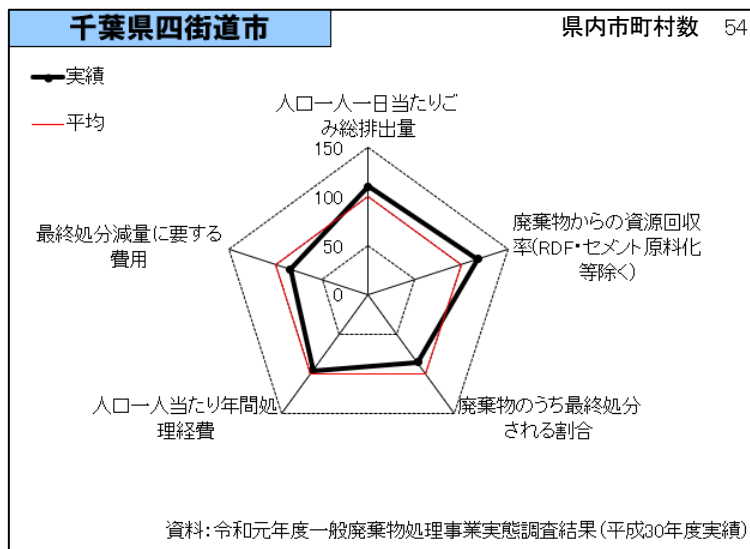 千葉県四街道市
県内市町村数 54
実績
平均
人口一人一日当たりご
み総排出量
150
100
50
0
廃棄物からの資源回収
率(RDF・セメント原料化
等除く)
最終処分減量に要する
費用
人口一人当たり年間処
理経費
廃棄物のうち最終処分
される割合
資料:令和元年度一般廃棄物処理事業実態調査結果(平成30年度実績)